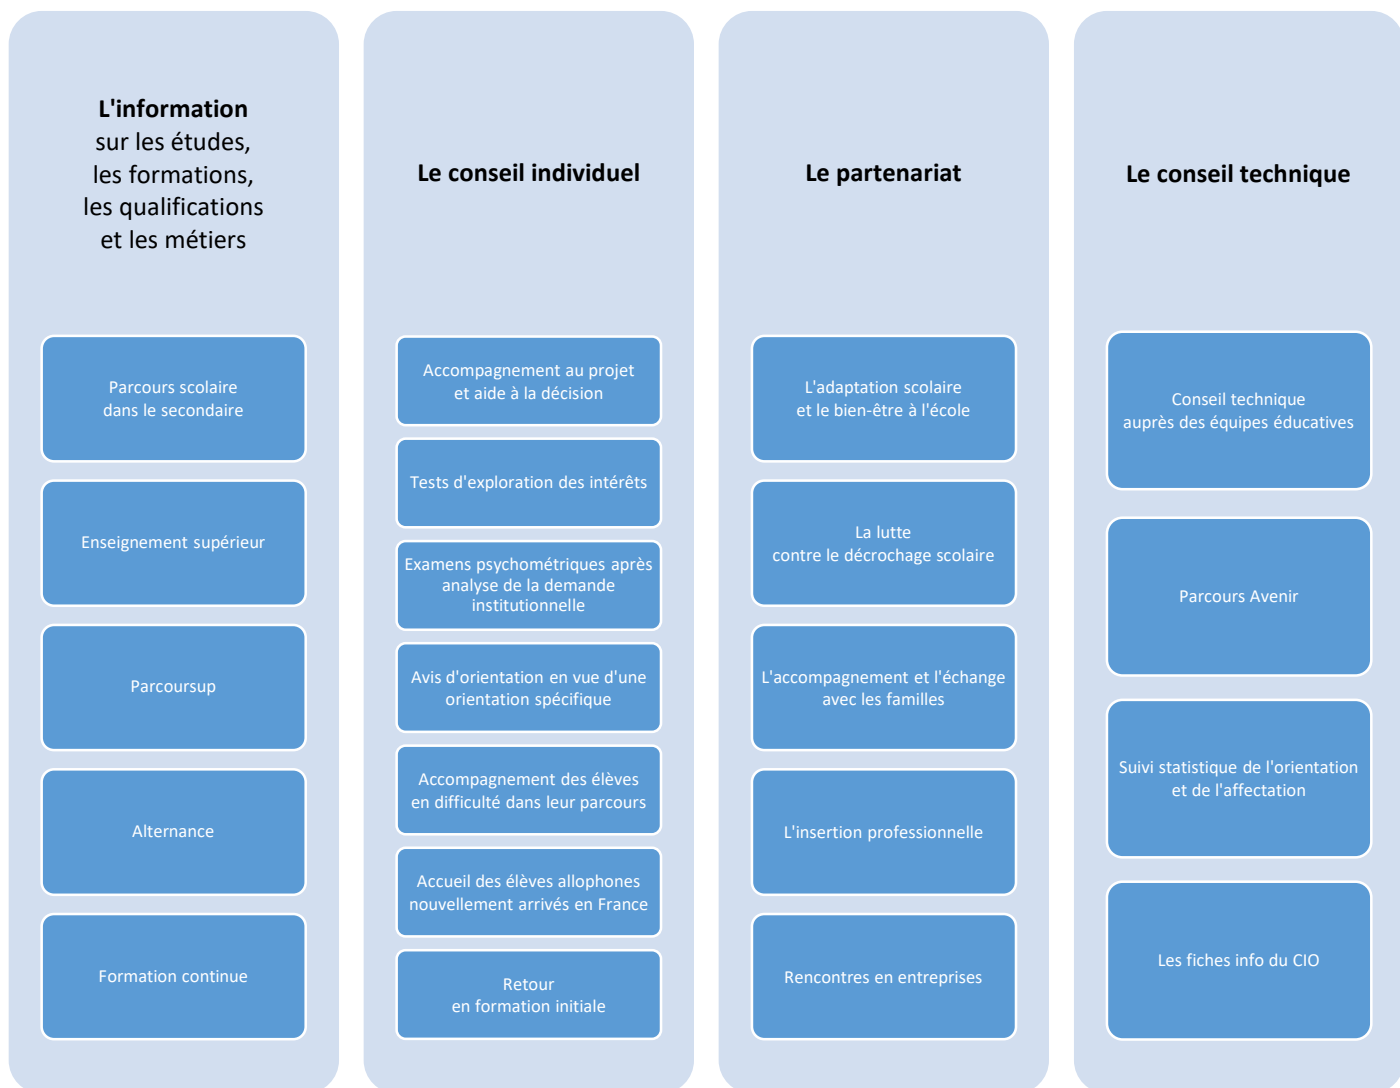 L'information
sur les études,
les formations,
les qualifications
et les métiers
Parcours scolaire
dans le secondaire
Enseignement supérieur
Parcoursup
Alternance
Formation continue
Le conseil individuel
Accompagnement au projet
et aide à la décision
Tests d'exploration des intérêts
Examens psychométriques après
analyse de la demande
institutionnelle
Avis d'orientation en vue d'une
orientation spécifique
Accompagnement des élèves
en difficulté dans leur parcours
Accueil des élèves allophones
nouvellement arrivés en France
Retour
en formation initiale
Le partenariat
L'adaptation scolaire
et le bien-être à l'école
La lutte
contre le décrochage scolaire
L'accompagnement et l'échange
avec les familles
L'insertion professionnelle
Rencontres en entreprises
Le conseil technique
Conseil technique
auprès des équipes éducatives
Parcours Avenir
Suivi statistique de l'orientation
et de l'affectation
Les fiches info du CIO